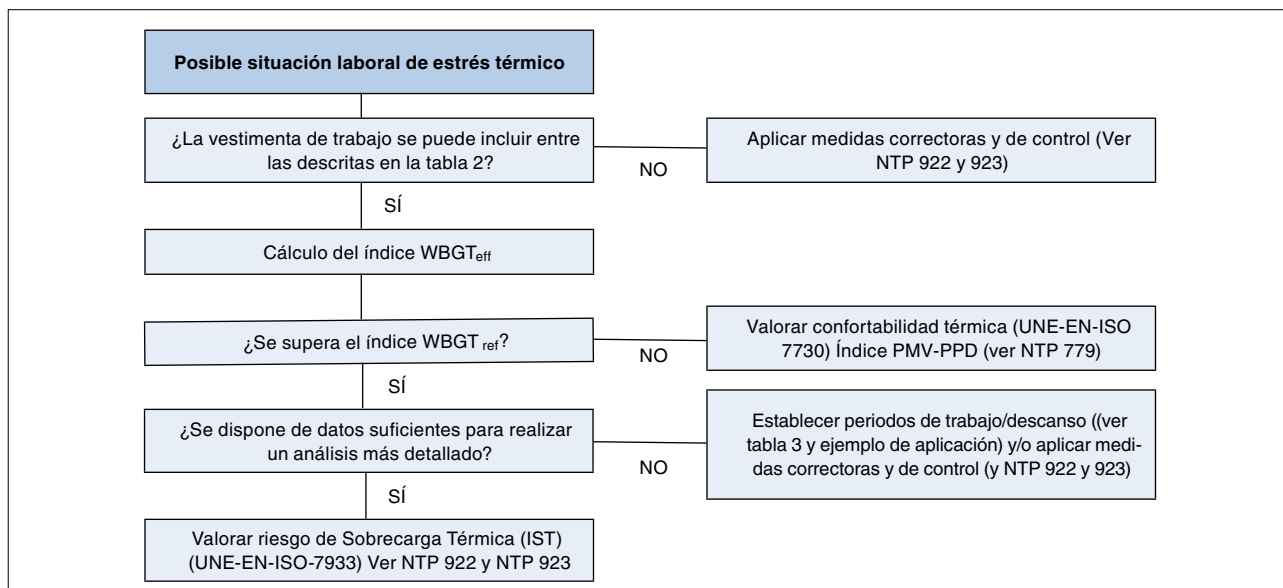 Posible situación laboral de estrés térmico
¿La vestimenta de trabajo se puede incluir entre
las descritas en la tabla 2?
NO
Aplicar medidas correctoras y de control (Ver
NTP 922 y 923)
SÍ
Cálculo del índice WBGTeff
¿Se supera el índice WBGT ref?
NO
Valorar confortabilidad térmica (UNE-EN-ISO
7730) Índice PMV-PPD (ver NTP 779)
SÍ
¿Se dispone de datos suficientes para realizar
un análisis más detallado?
NO
Establecer periodos de trabajo/descanso ((ver
tabla 3 y ejemplo de aplicación) y/o aplicar medi-
das correctoras y de control (y NTP 922 y 923)
SÍ
Valorar riesgo de Sobrecarga Térmica (IST)
(UNE-EN-ISO-7933) Ver NTP 922 y NTP 923